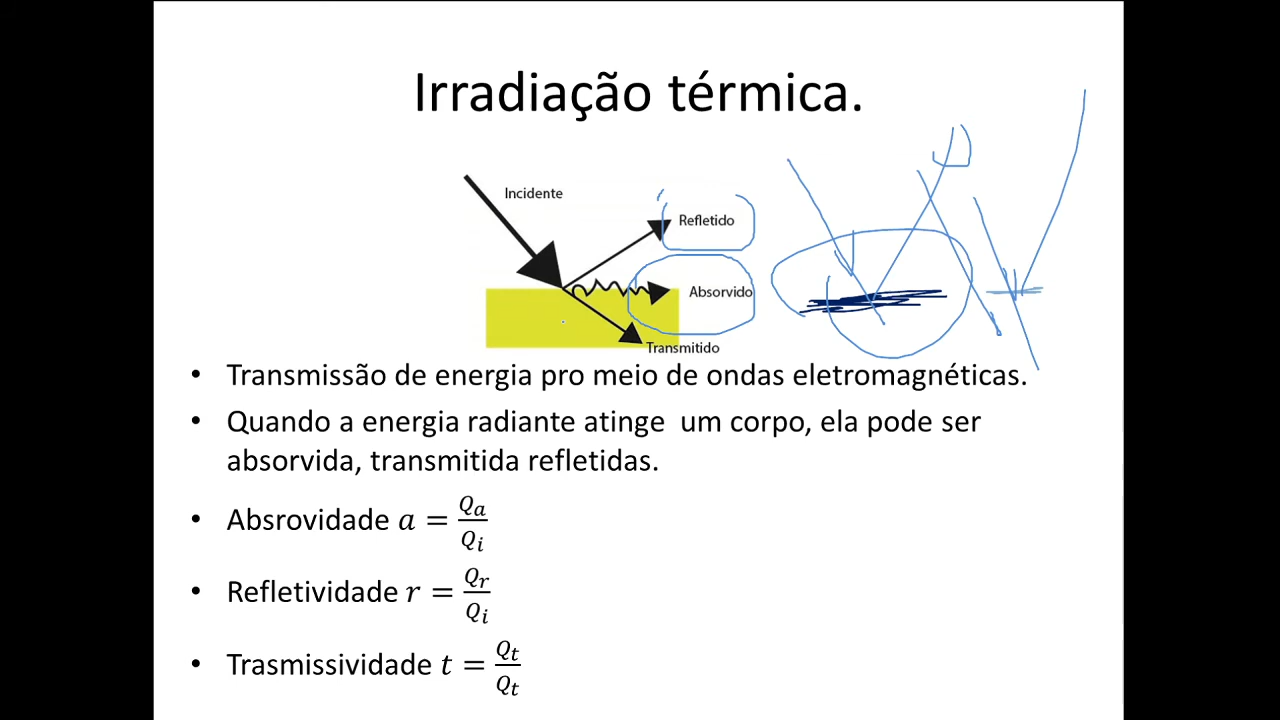 Irradiação térmica.
Incidente
Refletido
Absorvido
Transmitido
• Transmissão de energia pro meio de ondas eletromagnéticas.
• Quando a energia radiante atinge um corpo, ela pode ser
absorvida, transmitida refletidas.
• Absrovidade a = Qa/Qi
• Refletividade r = Qr/Qi
• Trasmissividade t = Qt/Qt